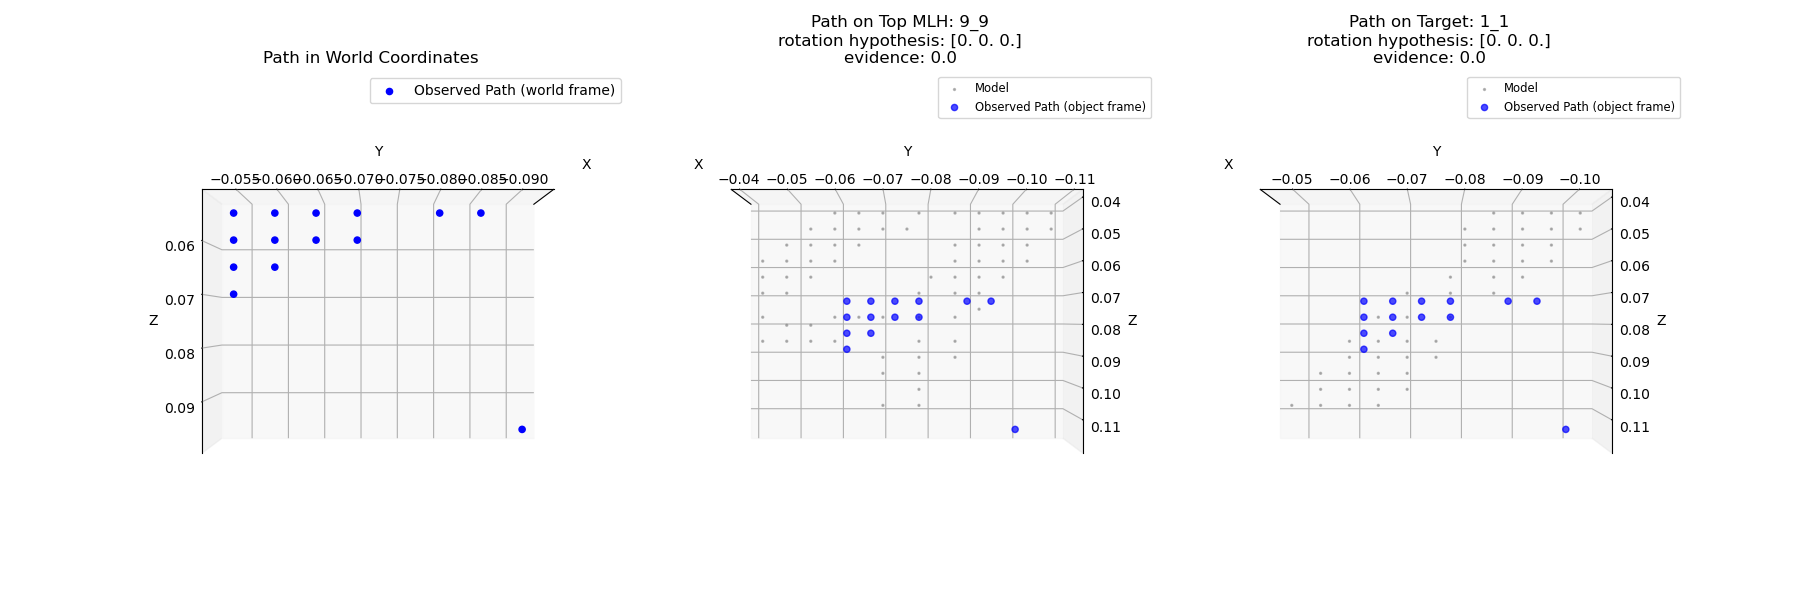 Path in World Coordinates
Observed Path (world frame)
Y
X
−0.055 −0.060 −0.065 −0.070 −0.075 −0.080 −0.085 −0.090
0.06
0.07
Z
0.08
0.09
Path on Top MLH: 9_9
rotation hypothesis: [0. 0. 0.]
evidence: 0.0
Model
Observed Path (object frame)
Y
X
−0.04 −0.05 −0.06 −0.07 −0.08 −0.09 −0.10 −0.11
0.04
0.05
0.06
0.07
Z
0.08
0.09
0.10
0.11
Path on Target: 1_1
rotation hypothesis: [0. 0. 0.]
evidence: 0.0
Model
Observed Path (object frame)
Y
X
−0.05 −0.06 −0.07 −0.08 −0.09 −0.10
0.04
0.05
0.06
0.07
Z
0.08
0.09
0.10
0.11